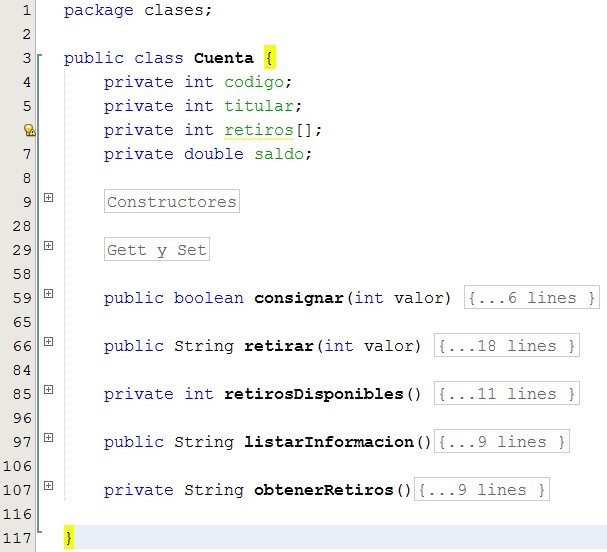 1 package clases;
2
3 public class Cuenta {
4 private int codigo;
5 private int titular;
private int retiros[];
7 private double saldo;
8
9 Constructores
28
29 Gett y Set
58
59 public boolean consignar(int valor) {...6 lines }
65
66 public String retirar(int valor) {...18 lines }
84
85 private int retirosDisponibles() {...11 lines }
96
97 public String listarInformacion(){...9 lines }
106
107 private String obtenerRetiros(){...9 lines }
116
117 }